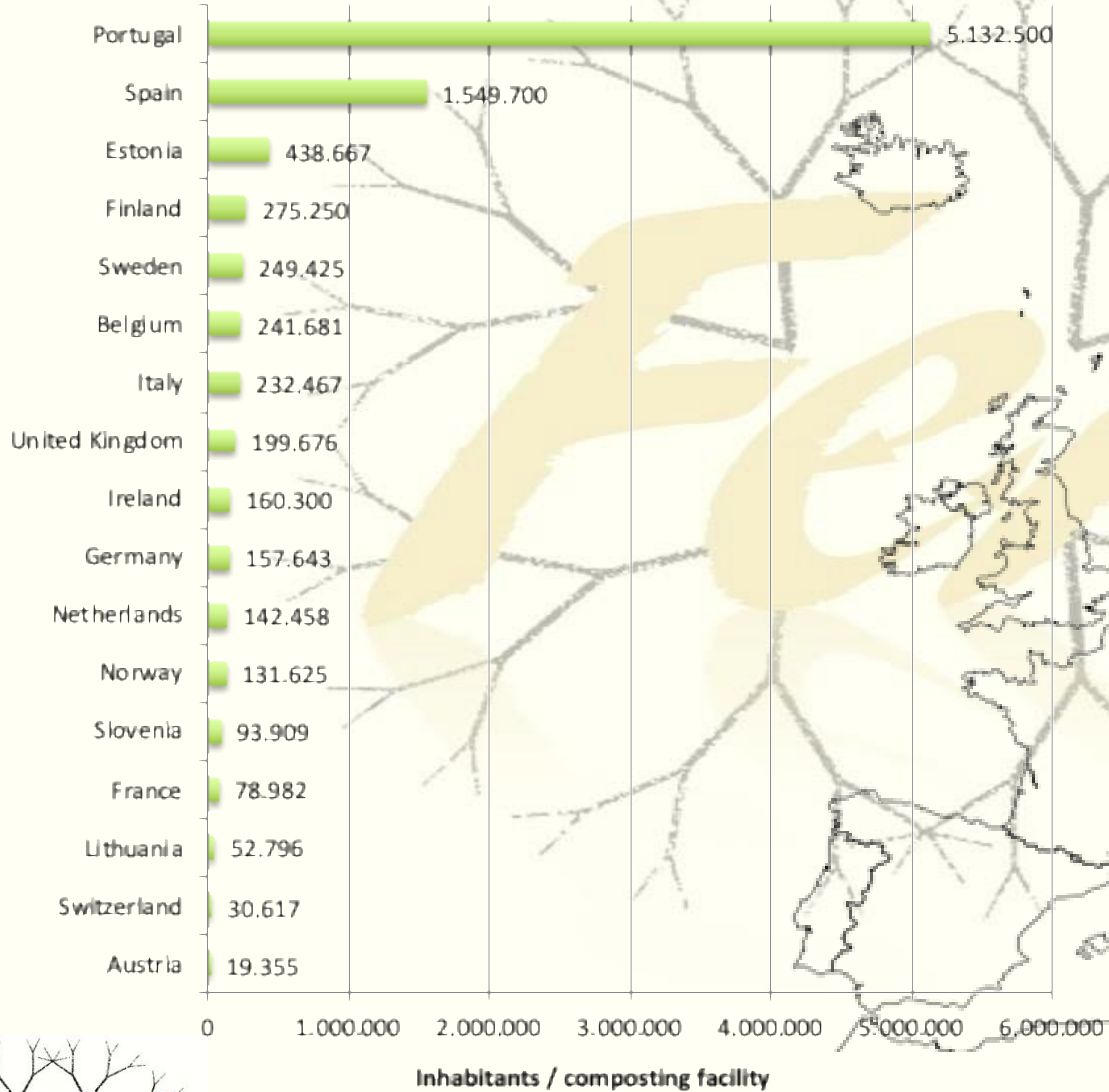 Portugal 5.132.500
Spain 1.549.700
Estonia 438.667
Finland 275.250
Sweden 249.425
Belgium 241.681
Italy 232.467
United Kingdom 199.676
Ireland 160.300
Germany 157.643
Netherlands 142.458
Norway 131.625
Slovenia 93.909
France 78.982
Lithuania 52.796
Switzerland 30.617
Austria 19.355
0 1.000.000 2.000.000 3.000.000 4.000.000 5.000.000 6.000.000
Inhabitants / composting facility